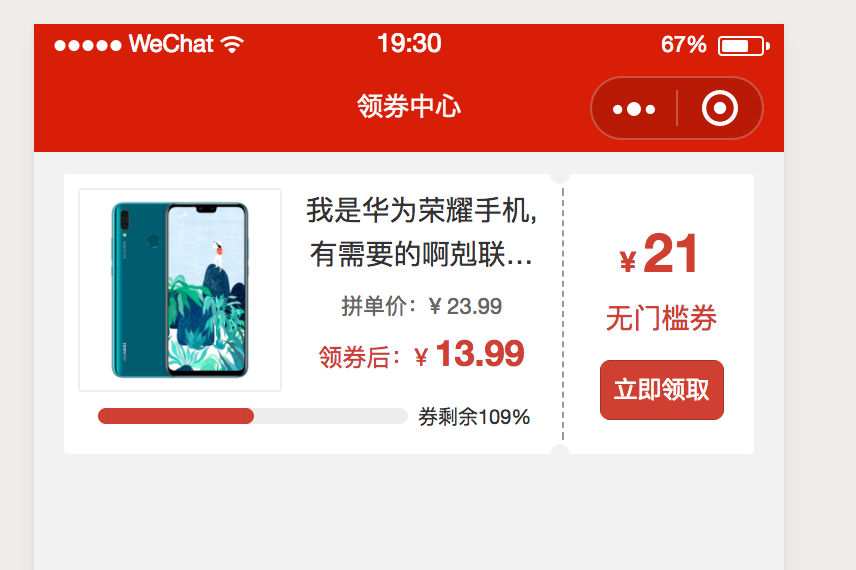 WeChat 19:30 67%
领券中心
我是华为荣耀手机,
有需要的啊剋联...
拼单价：¥ 23.99
领券后：¥ 13.99
券剩余109%
¥ 21
无门槛券
立即领取